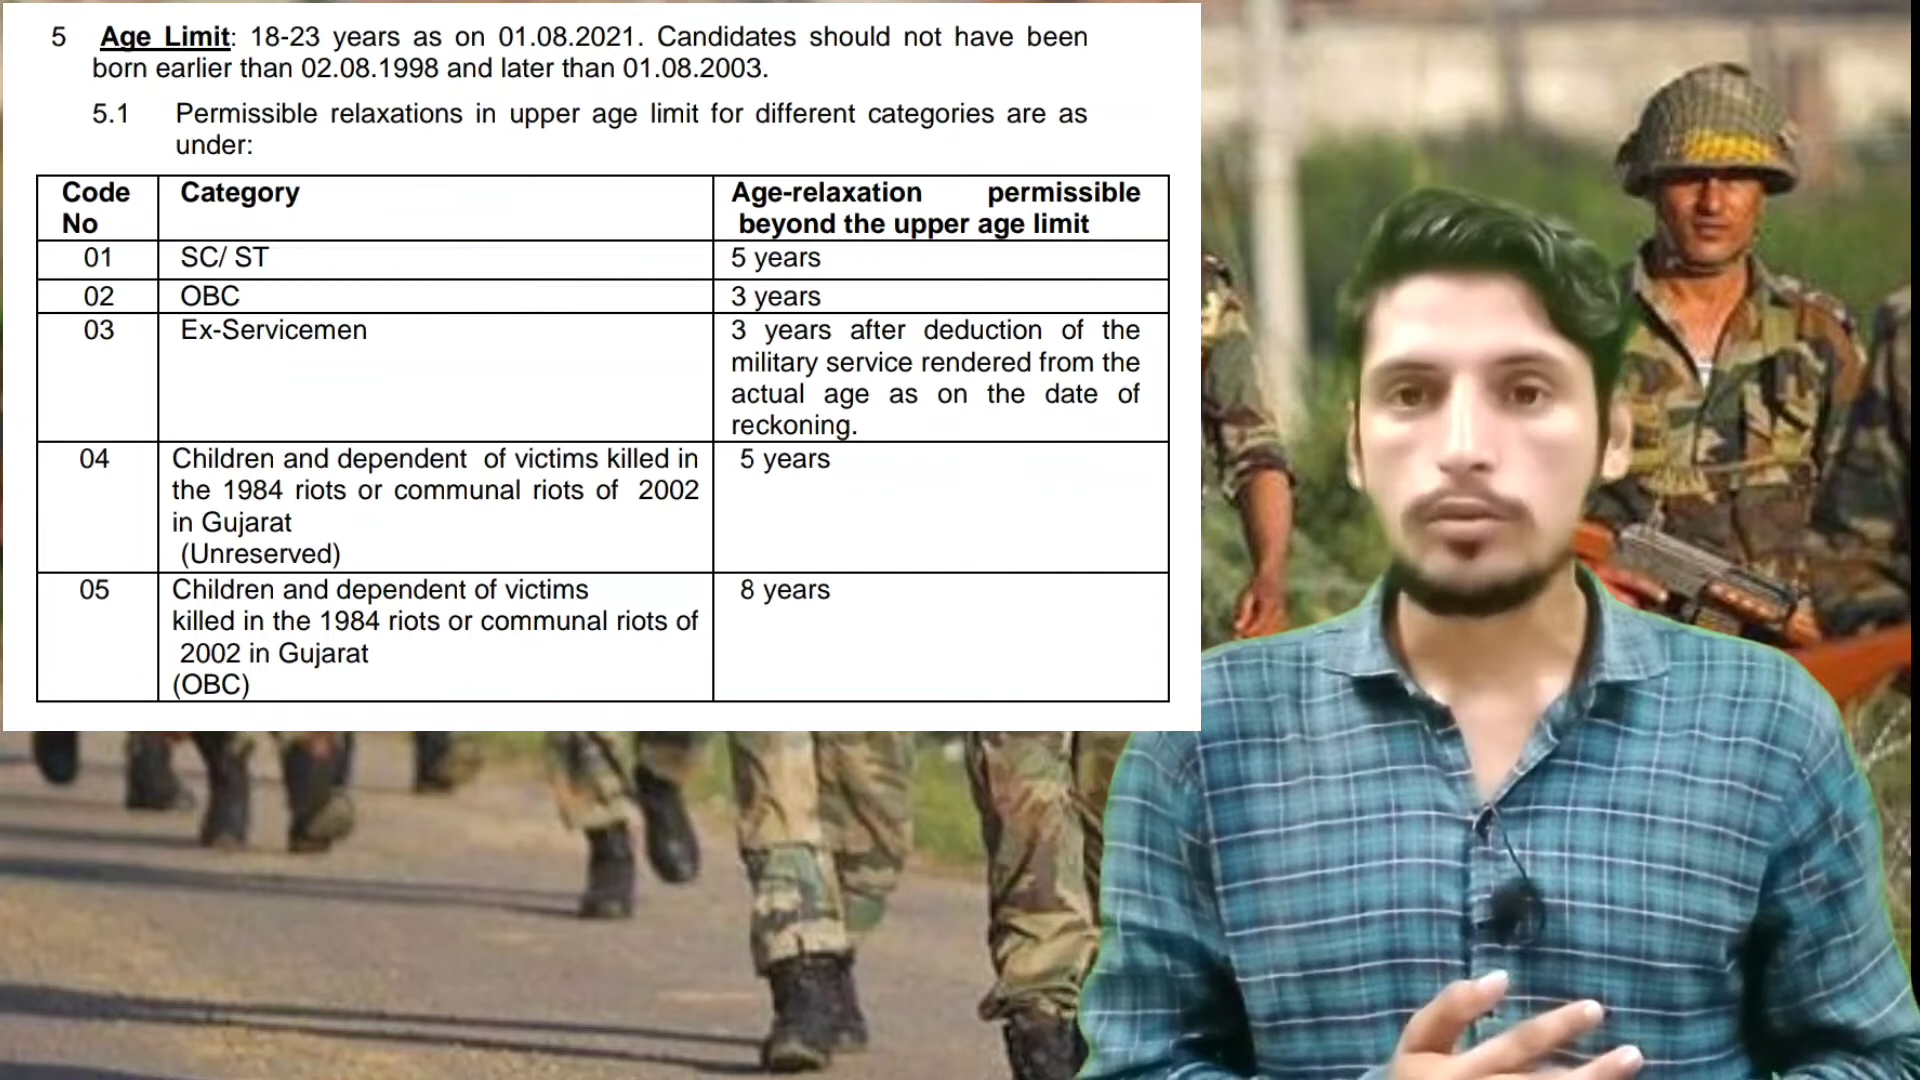 5 Age Limit: 18-23 years as on 01.08.2021. Candidates should not have been
born earlier than 02.08.1998 and later than 01.08.2003.
5.1 Permissible relaxations in upper age limit for different categories are as
under:
Code No Category Age-relaxation permissible beyond the upper age limit
01 SC/ ST 5 years
02 OBC 3 years
03 Ex-Servicemen 3 years after deduction of the
military service rendered from the
actual age as on the date of
reckoning.
04 Children and dependent of victims killed in 5 years
the 1984 riots or communal riots of 2002
in Gujarat
(Unreserved)
05 Children and dependent of victims 8 years
killed in the 1984 riots or communal riots of
2002 in Gujarat
(OBC)